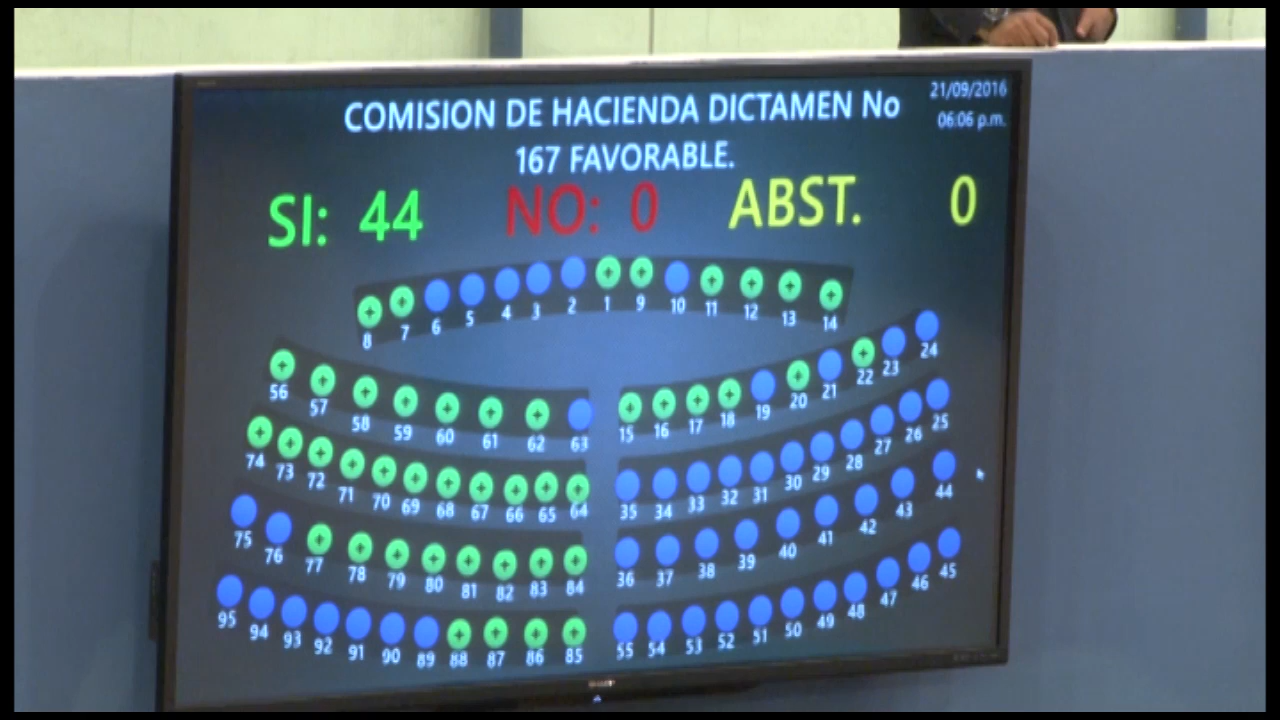 COMISION DE HACIENDA DICTAMEN No
167 FAVORABLE.
21/09/2016
06:06 p.m.
SI: 44 NO: 0 ABST. 0
8 7 6 5 4 3 2 1 9 10 11 12 13 14
56 57 58 59 60 61 62 63
15 16 17 18 19 20 21 22 23 24
74 73 72 71 70 69 68 67 66 65 64
35 34 33 32 31 30 29 28 27 26 25
75 76 77 78 79 80 81 82 83 84
36 37 38 39 40 41 42 43 44
95 94 93 92 91 90 89 88 87 86 85
55 54 53 52 51 50 49 48 47 46 45